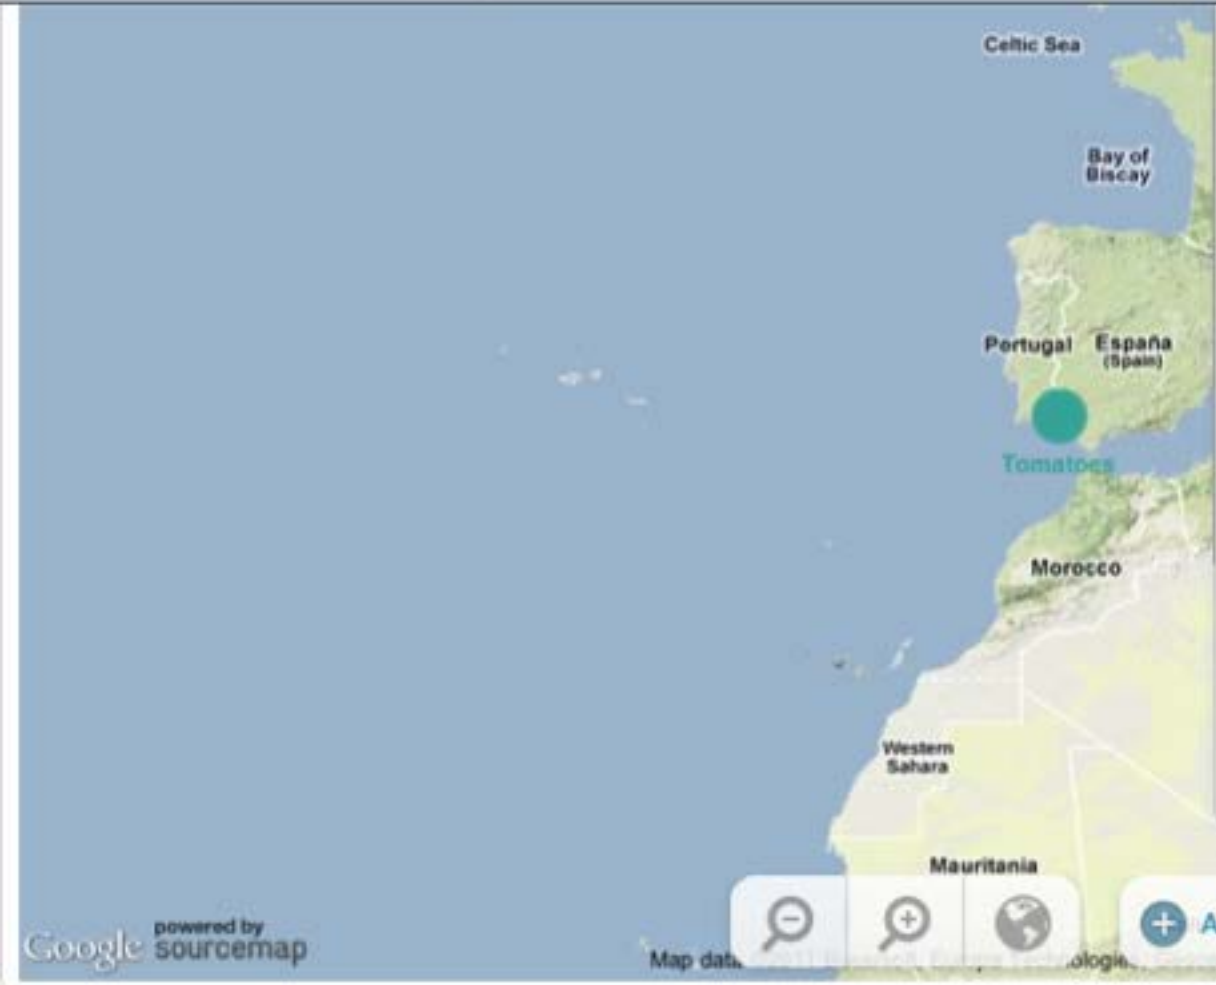 Celtic Sea
Bay of
Biscay
Portugal
España
(Spain)
Tomatoes
Morocco
Western
Sahara
Mauritania
A
Google
powered by
sourcemap
Map data